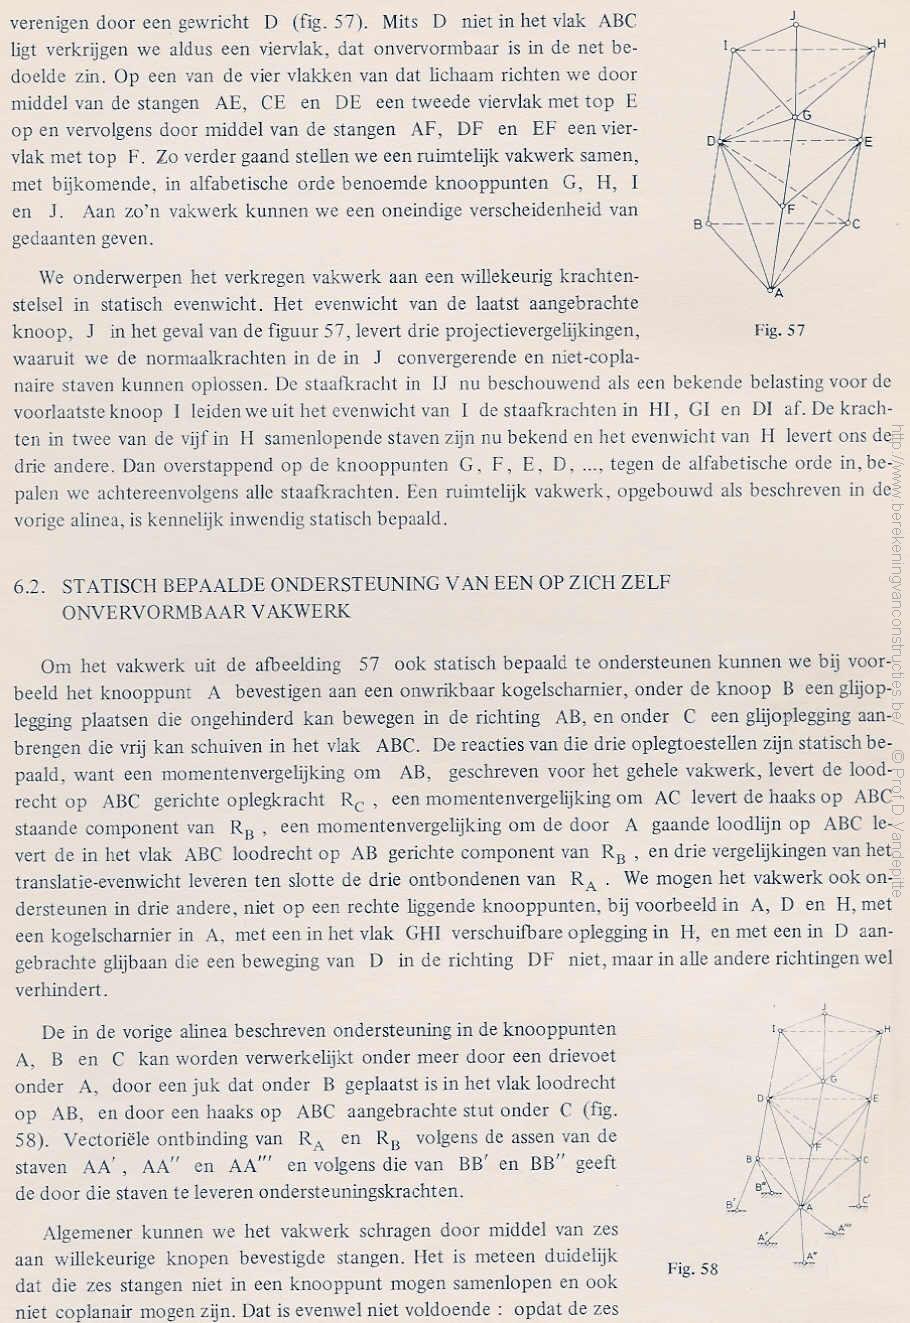 verenigen door een gewricht D (fig. 57). Mits D niet in het vlak ABC
ligt verkrijgen we aldus een viervlak, dat onvervormbaar is in de net be-
doelde zin. Op een van de vier vlakken van dat lichaam richten we door
middel van de stangen AE, CE en DE een tweede viervlak met top E
op en vervolgens door middel van de stangen AF, DF en EF een vier-
vlak met top F. Zo verder gaand stellen we een ruimtelijk vakwerk samen,
met bijkomende, in alfabetische orde benoemde knooppunten G, H, I
en J. Aan zo'n vakwerk kunnen we een oneindige verscheidenheid van
gedaanten geven.
J
I
H
G
D
E
F
B
C
A
Fig. 57
We onderwerpen het verkregen vakwerk aan een willekeurig krachten-
stelsel in statisch evenwicht. Het evenwicht van de laatst aangebrachte
knoop, J in het geval van de figuur 57, levert drie projectievergelijkingen,
waaruit we de normaalkrachten in de in J convergerende en niet-copla-
naire staven kunnen oplossen. De staafkracht in IJ nu beschouwend als een bekende belasting voor de
voorlaatste knoop I leiden we uit het evenwicht van I de staafkrachten in HI, GI en DI af. De krach-
ten in twee van de vijf in H samenlopende staven zijn nu bekend en het evenwicht van H levert ons de
drie andere. Dan overstappend op de knooppunten G, F, E, D, ..., tegen de alfabetische orde in, be-
palen we achtereenvolgens alle staafkrachten. Een ruimtelijk vakwerk, opgebouwd als beschreven in de
vorige alinea, is kennelijk inwendig statisch bepaald.
6.2. STATISCH BEPAALDE ONDERSTEUNING VAN EEN OP ZICH ZELF
ONVERVORMBAAR VAKWERK
Om het vakwerk uit de afbeelding 57 ook statisch bepaald te ondersteunen kunnen we bij voor-
beeld het knooppunt A bevestigen aan een onwrikbaar kogelscharnier, onder de knoop B een glijop-
legging plaatsen die ongehinderd kan bewegen in de richting AB, en onder C een glijoplegging aan-
brengen die vrij kan schuiven in het vlak ABC. De reacties van die drie oplegtoestellen zijn statisch be-
paald, want een momentenvergelijking om AB, geschreven voor het gehele vakwerk, levert de lood-
recht op ABC gerichte oplegkracht R_C , een momentenvergelijking om AC levert de haaks op ABC
staande component van R_B , een momentenvergelijking om de door A gaande loodlijn op ABC le-
vert de in het vlak ABC loodrecht op AB gerichte component van R_B , en drie vergelijkingen van het
translatie-evenwicht leveren ten slotte de drie ontbondenen van R_A . We mogen het vakwerk ook on-
dersteunen in drie andere, niet op een rechte liggende knooppunten, bij voorbeeld in A, D en H, met
een kogelscharnier in A, met een in het vlak GHI verschuifbare oplegging in H, en met een in D aan-
gebrachte glijbaan die een beweging van D in de richting DF niet, maar in alle andere richtingen wel
verhindert.
De in de vorige alinea beschreven ondersteuning in de knooppunten
A, B en C kan worden verwerkelijkt onder meer door een drievoet
onder A, door een juk dat onder B geplaatst is in het vlak loodrecht
op AB, en door een haaks op ABC aangebrachte stut onder C (fig.
58). Vectoriële ontbinding van R_A en R_B volgens de assen van de
staven AA′, AA″ en AA‴ en volgens die van BB′ en BB″ geeft
de door die staven te leveren ondersteuningskrachten.
Algemener kunnen we het vakwerk schragen door middel van zes
aan willekeurige knopen bevestigde stangen. Het is meteen duidelijk
dat die zes stangen niet in een knooppunt mogen samenlopen en ook
niet coplanair mogen zijn. Dat is evenwel niet voldoende : opdat de zes
J
I
H
G
D
E
F
B
C
B″
B′
A
C′
A′
A‴
A″
Fig. 58
http://www.berekeningvanconstructies.be/ © Prof.D.Vandepitte